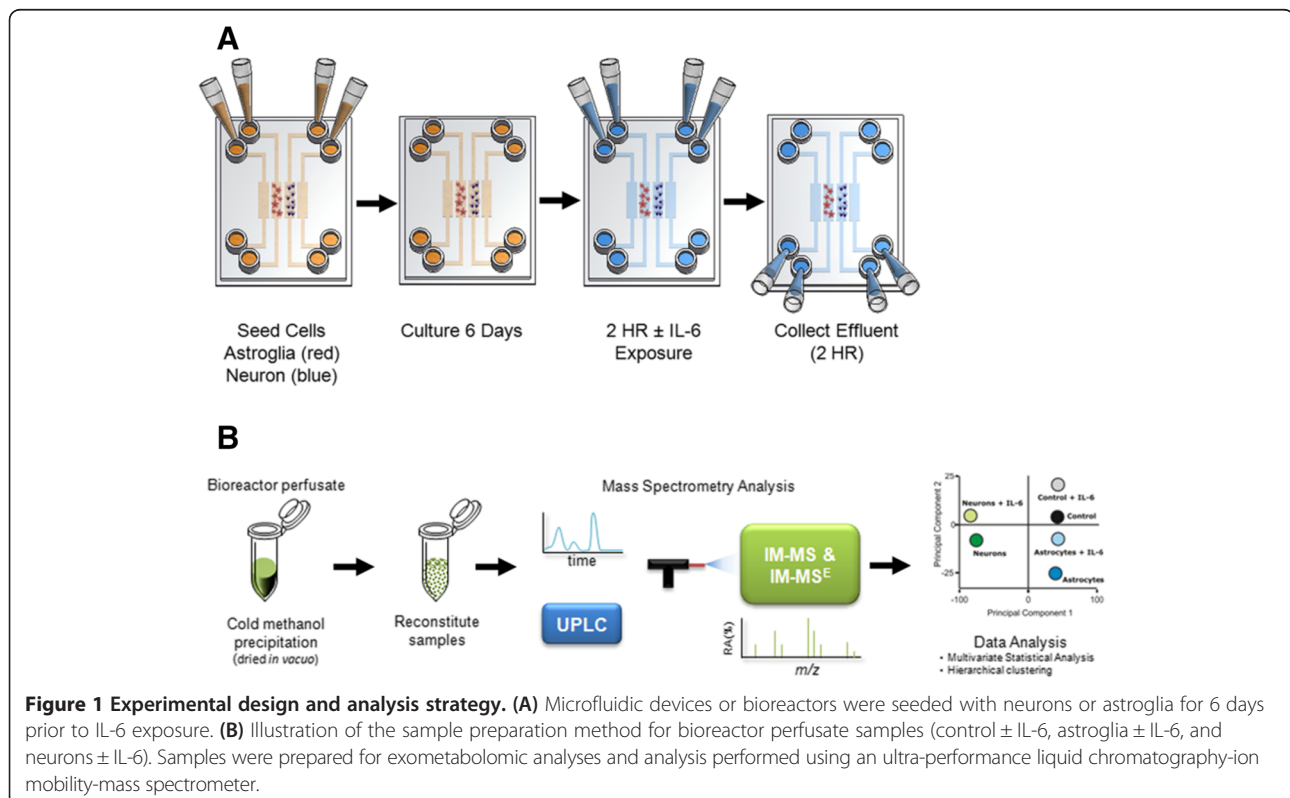 A
Seed Cells
Astroglia (red)
Neuron (blue)
Culture 6 Days
2 HR ± IL-6
Exposure
Collect Effluent
(2 HR)
B
Bioreactor perfusate
Cold methanol
precipitation
(dried in vacuo)
Reconstitute
samples
Mass Spectrometry Analysis
time
UPLC
IM-MS &
IM-MSE
RA(%)
m/z
Principal Component 2
25
0
-25
-100
0
100
Principal Component 1
Neurons + IL-6
Neurons
Control + IL-6
Control
Astrocytes + IL-6
Astrocytes
Data Analysis
• Multivariate Statistical Analysis
• Hierarchical clustering
Figure 1 Experimental design and analysis strategy. (A) Microfluidic devices or bioreactors were seeded with neurons or astroglia for 6 days
prior to IL-6 exposure. (B) Illustration of the sample preparation method for bioreactor perfusate samples (control ± IL-6, astroglia ± IL-6, and
neurons ± IL-6). Samples were prepared for exometabolomic analyses and analysis performed using an ultra-performance liquid chromatography-ion
mobility-mass spectrometer.